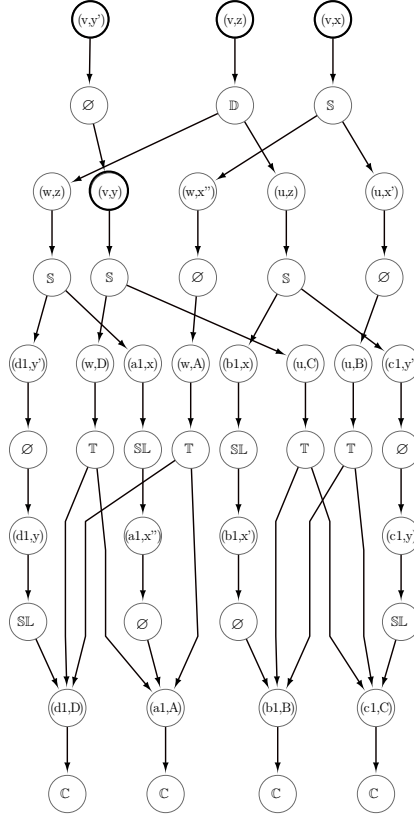 (v,y') (v,z) (v,x)
∅ 𝔻 𝕊
(w,z) (v,y) (w,x") (u,z) (u,x')
𝕊 𝕊 ∅ 𝕊 ∅
(d1,y') (w,D) (a1,x) (w,A) (b1,x) (u,C) (u,B) (c1,y')
∅ 𝕋 𝕊𝕃 𝕋 𝕊𝕃 𝕋 𝕋 ∅
(d1,y) (a1,x") (b1,x') (c1,y)
𝕊𝕃 ∅ ∅ 𝕊𝕃
(d1,D) (a1,A) (b1,B) (c1,C)
ℂ ℂ ℂ ℂ